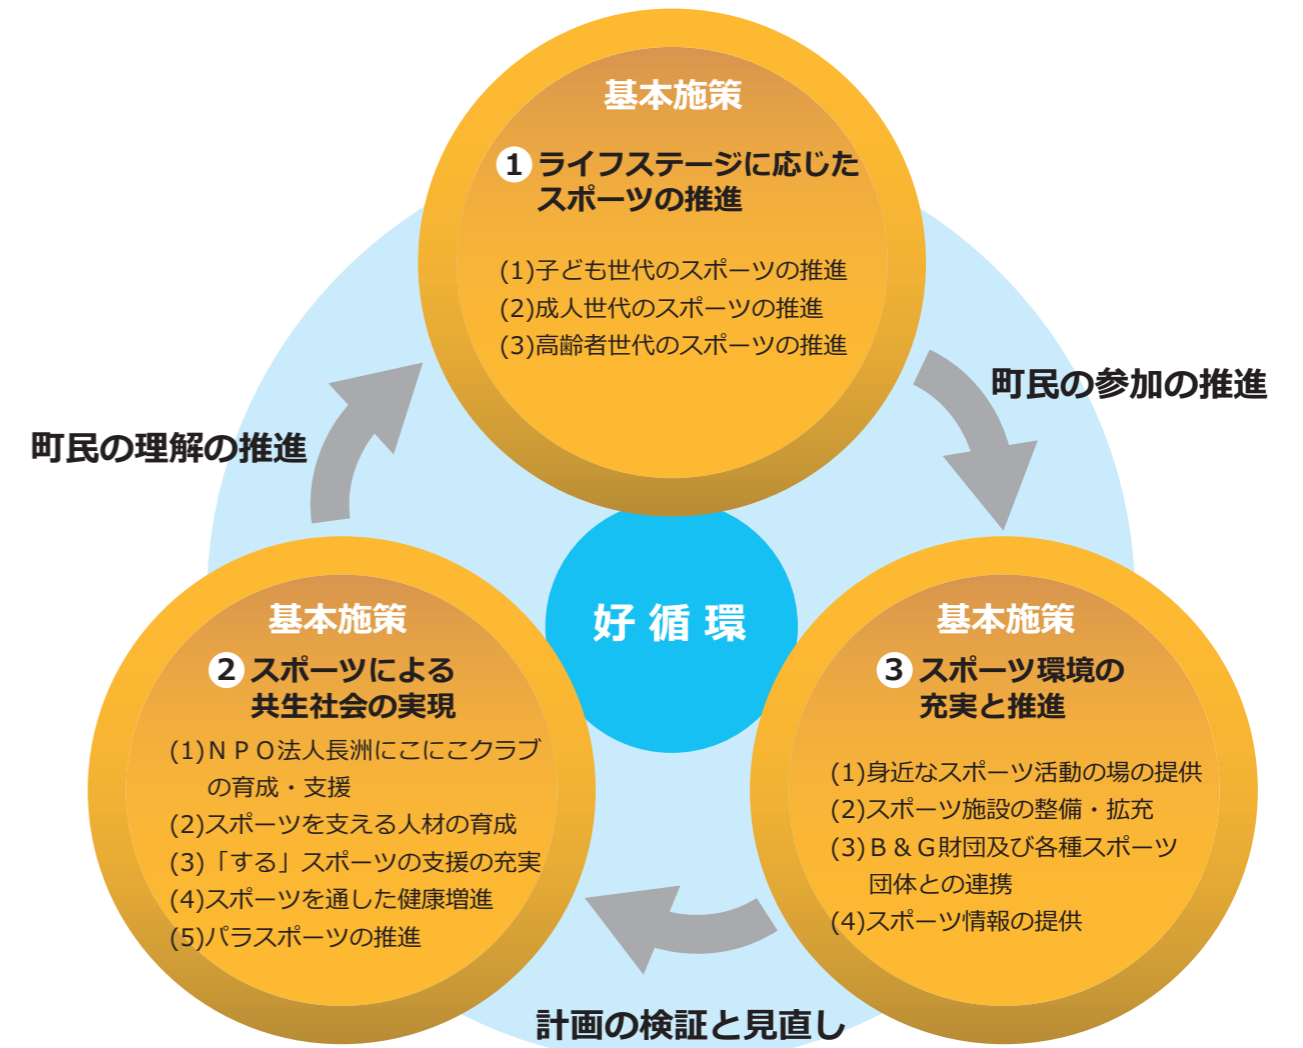 基本施策
1 ライフステージに応じた
スポーツの推進
(1)子ども世代のスポーツの推進
(2)成人世代のスポーツの推進
(3)高齢者世代のスポーツの推進
町民の参加の推進
町民の理解の推進
好循環
基本施策
2 スポーツによる
共生社会の実現
(1)ＮＰＯ法人長洲にこにこクラブ
の育成・支援
(2)スポーツを支える人材の育成
(3)「する」スポーツの支援の充実
(4)スポーツを通した健康増進
(5)パラスポーツの推進
基本施策
3 スポーツ環境の
充実と推進
(1)身近なスポーツ活動の場の提供
(2)スポーツ施設の整備・拡充
(3)Ｂ＆Ｇ財団及び各種スポーツ
団体との連携
(4)スポーツ情報の提供
計画の検証と見直し